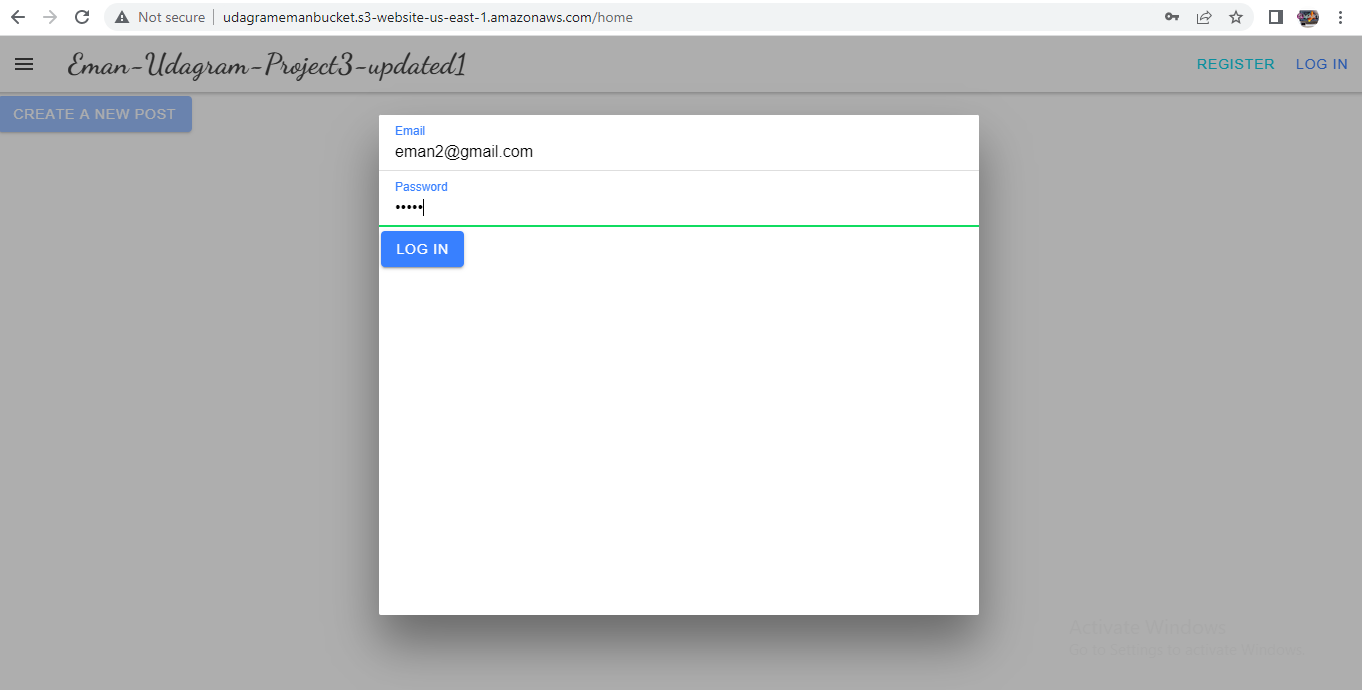 Not secure | udagramemanbucket.s3-website-us-east-1.amazonaws.com/home
Eman-Udagram-Project3-updated1
REGISTER LOG IN
CREATE A NEW POST
Email
eman2@gmail.com
Password
•••••
LOG IN
Activate Windows
Go to Settings to activate Windows.